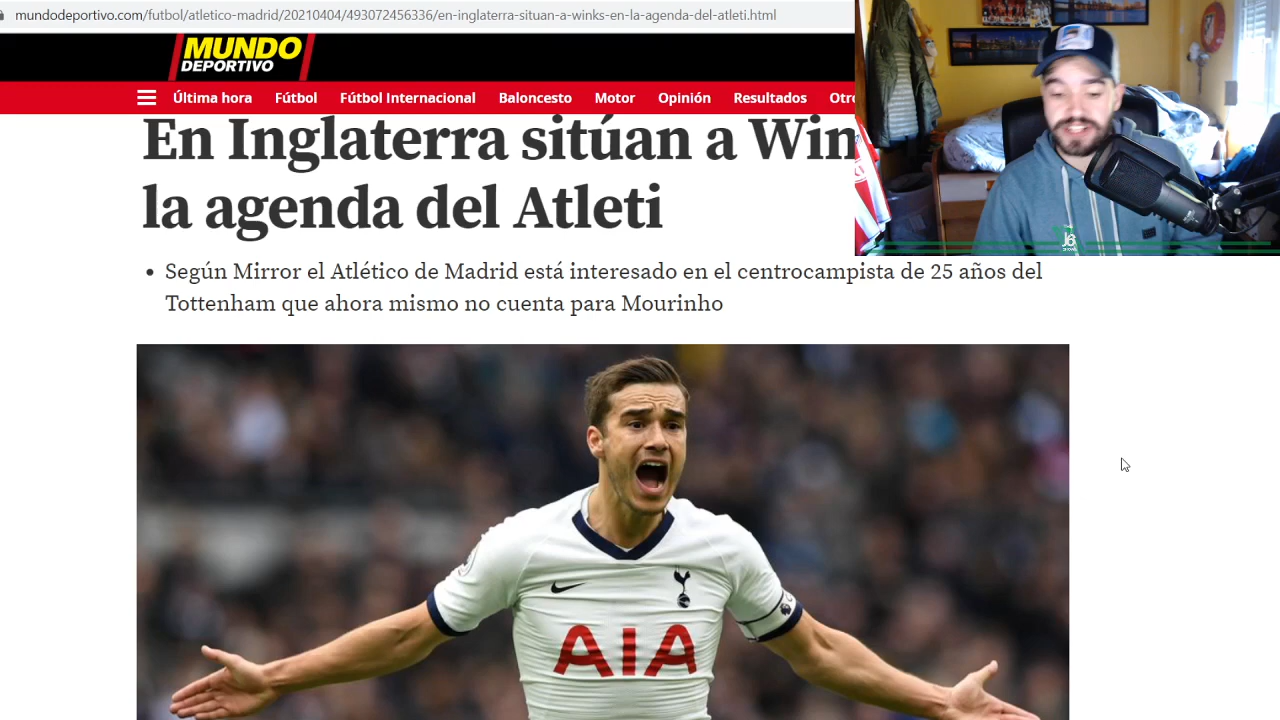 mundodeportivo.com/futbol/atletico-madrid/20210404/493072456336/en-inglaterra-situan-a-winks-en-la-agenda-del-atleti.html
MUNDO
DEPORTIVO
Última hora Fútbol Fútbol Internacional Baloncesto Motor Opinión Resultados Otro
En Inglaterra sitúan a Win
la agenda del Atleti
• Según Mirror el Atlético de Madrid está interesado en el centrocampista de 25 años del
Tottenham que ahora mismo no cuenta para Mourinho
AIA